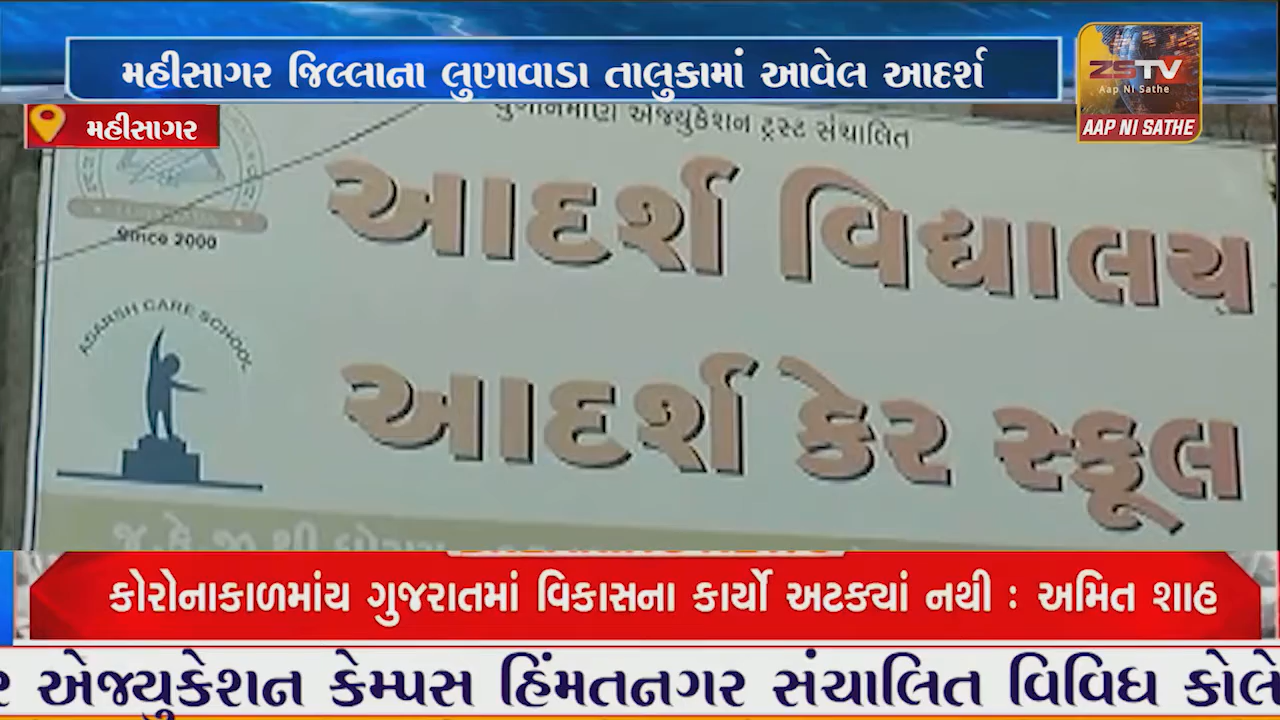 મહીસાગર જિલ્લાના લુણાવાડા તાલુકામાં આવેલ આદર્શ
ZSTV
Aap Ni Sathe
AAP NI SATHE
મહીસાગર
એજ્યુકેશન ટ્રસ્ટ સંચાલિત
Since 2000
આદર્શ વિદ્યાલય
ADARSH CARE SCHOOL
આદર્શ કેર સ્કૂલ
કોરોનાકાળમાંય ગુજરાતમાં વિકાસના કાર્યો અટક્યાં નથી : અમિત શાહ
ર એજ્યુકેશન કેમ્પસ હિંમતનગર સંચાલિત વિવિધ કોલે